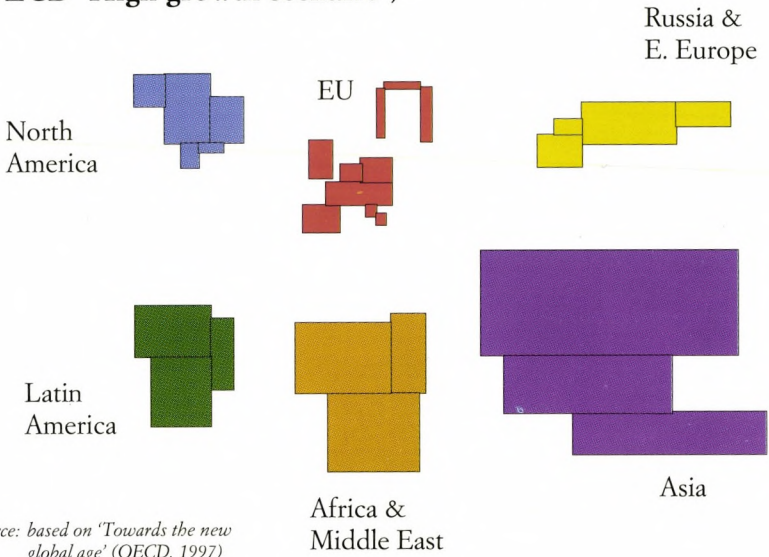 Russia &
E. Europe
EU
North
America
Latin
America
Asia
Africa &
Middle East
based on 'Towards the new
global age' (OECD, 1997)